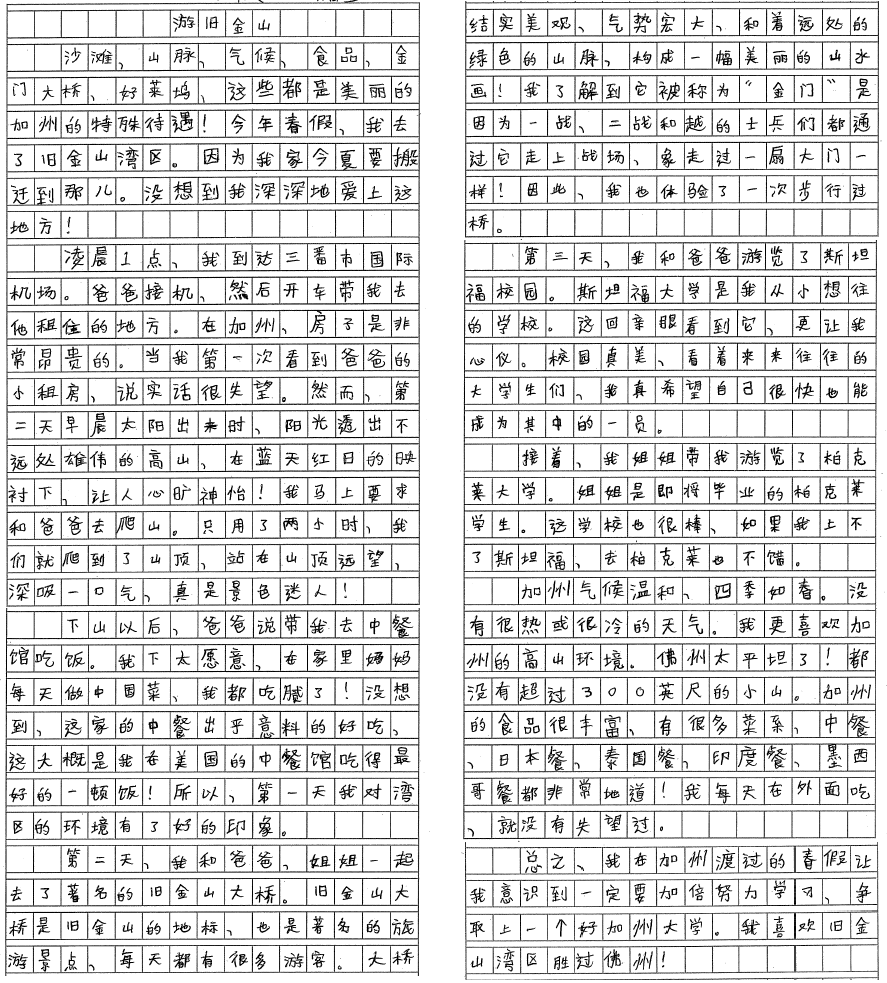 游旧金山
沙滩、山脉、气候、食品、金
门大桥、好莱坞、这些都是美丽的
加州的特殊待遇！今年春假、我去
了旧金山湾区。因为我家今夏要搬
迁到那儿。没想到我深深地爱上这
地方！
凌晨1点、我到达三番市国际
机场。爸爸接机、然后开车带我去
他租住的地方。在加州、房子是非
常昂贵的。当我第一次看到爸爸的
小租房、说实话很失望。然而、第
二天早晨太阳出来时、阳光透出不
远处雄伟的高山、在蓝天红日的映
衬下、让人心旷神怡！我马上要求
和爸爸去爬山。只用了两小时、我
们就爬到了山顶、站在山顶远望、
深吸一口气、真是景色迷人！
下山以后、爸爸说带我去中餐
馆吃饭。我下太愿意、在家里妈妈
每天做中国菜、我都吃腻了！没想
到、这家的中餐出乎意料的好吃、
这大概是我在美国的中餐馆吃得最
好的一顿饭！所以、第一天我对湾
区的环境有了好的印象。
第二天、我和爸爸、姐姐一起
去了著名的旧金山大桥。旧金山大
桥是旧金山的地标、也是著名的旅
游景点、每天都有很多游客。大桥
结实美观、气势宏大、和着远处的
绿色的山脉、构成一幅美丽的山水
画！我了解到它被称为“金门”是
因为一战、二战和越的士兵们都通
过它走上战场、象走过一扇大门一
样！因此、我也体验了一次步行过
桥。
第三天、我和爸爸游览了斯坦
福校园。斯坦福大学是我从小想往
的学校。这回亲眼看到它、更让我
心仪。校园真美、看着来来往往的
大学生们、我真希望自己很快也能
成为其中的一员。
接着、我姐姐带我游览了柏克
莱大学。姐姐是即将毕业的柏克莱
学生。这学校也很棒、如果我上不
了斯坦福、去柏克莱也不错。
加州气候温和、四季如春。没
有很热或很冷的天气。我更喜欢加
州的高山环境。佛州太平坦了！都
没有超过300英尺的小山。加州
的食品很丰富、有很多菜系、中餐
、日本餐、泰国餐、印度餐、墨西
哥餐都非常地道！我每天在外面吃
、就没有失望过。
总之、我在加州渡过的春假让
我意识到一定要加倍努力学习、争
取上一个好加州大学。我喜欢旧金
山湾区胜过佛州！